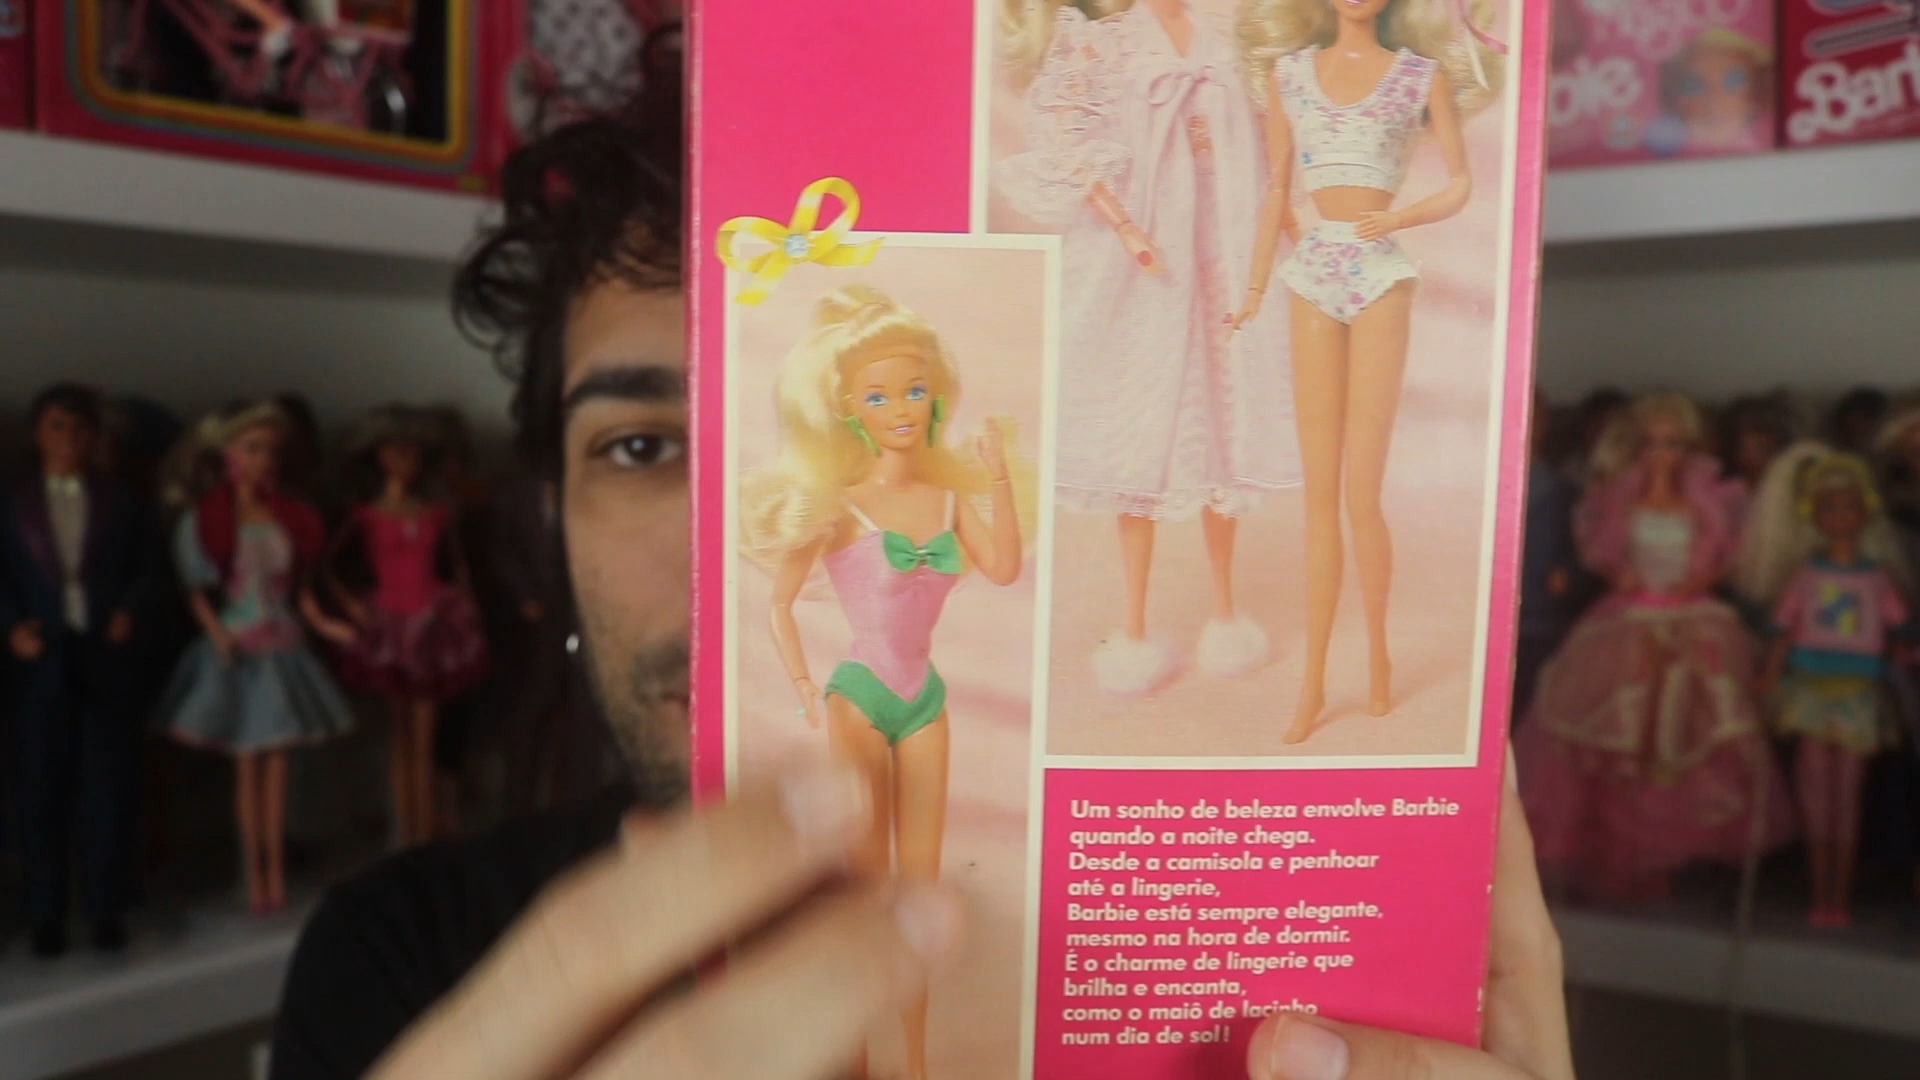 Barbie
Um sonho de beleza envolve Barbie
quando a noite chega.
Desde a camisola e penhoar
até a lingerie,
Barbie está sempre elegante,
mesmo na hora de dormir.
É o charme de lingerie que
brilha e encanta,
como o maiô de lacinho
num dia de sol!